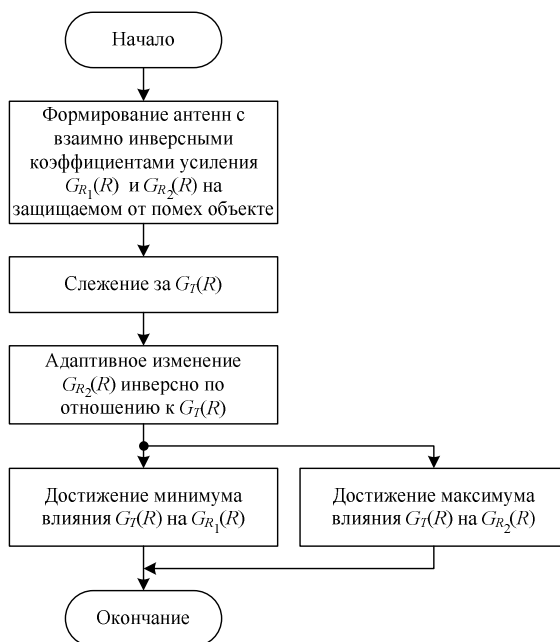 Начало
Формирование антенн с
взаимно инверсными
коэффициентами усиления
G_{R_1}(R) и G_{R_2}(R) на
защищаемом от помех объекте
Слежение за G_T(R)
Адаптивное изменение
G_{R_2}(R) инверсно по
отношению к G_T(R)
Достижение минимума
влияния G_T(R) на G_{R_1}(R)
Достижение максимума
влияния G_T(R) на G_{R_2}(R)
Окончание